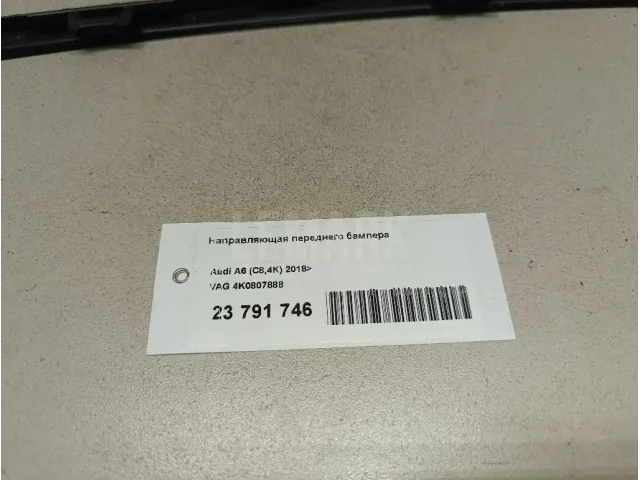 Направляющая переднего бампера
Audi A6 (C8,4K) 2018>
VAG 4K0807888
23 791 746